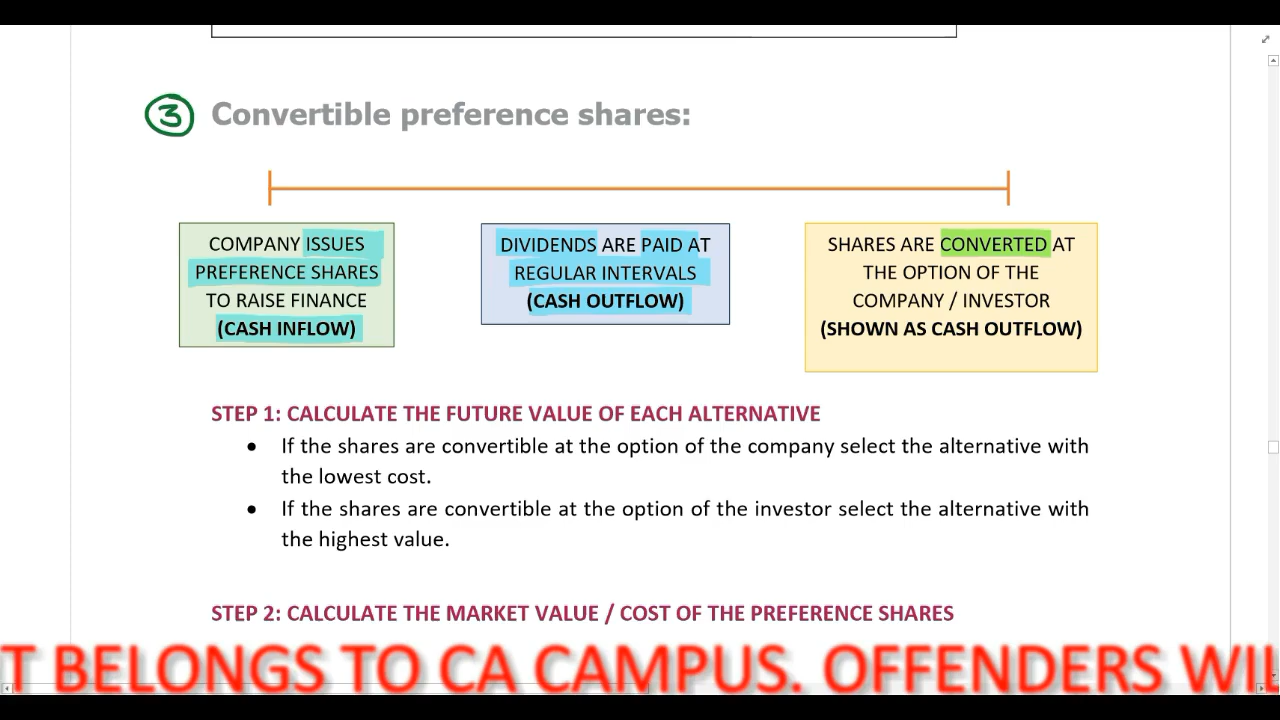 3 Convertible preference shares:
COMPANY ISSUES
PREFERENCE SHARES
TO RAISE FINANCE
(CASH INFLOW)
DIVIDENDS ARE PAID AT
REGULAR INTERVALS
(CASH OUTFLOW)
SHARES ARE CONVERTED AT
THE OPTION OF THE
COMPANY / INVESTOR
(SHOWN AS CASH OUTFLOW)
STEP 1: CALCULATE THE FUTURE VALUE OF EACH ALTERNATIVE
• If the shares are convertible at the option of the company select the alternative with
the lowest cost.
• If the shares are convertible at the option of the investor select the alternative with
the highest value.
STEP 2: CALCULATE THE MARKET VALUE / COST OF THE PREFERENCE SHARES
T BELONGS TO CA CAMPUS. OFFENDERS WIL